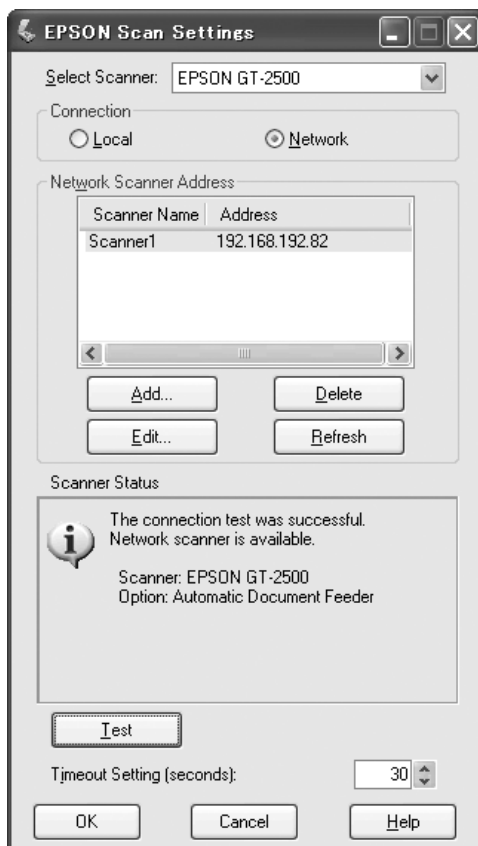 EPSON Scan Settings
Select Scanner: EPSON GT-2500
Connection
Local Network
Network Scanner Address
Scanner Name Address
Scanner1 192.168.192.82
Add... Delete
Edit... Refresh
Scanner Status
The connection test was successful.
Network scanner is available.
Scanner: EPSON GT-2500
Option: Automatic Document Feeder
Test
Timeout Setting (seconds): 30
OK Cancel Help